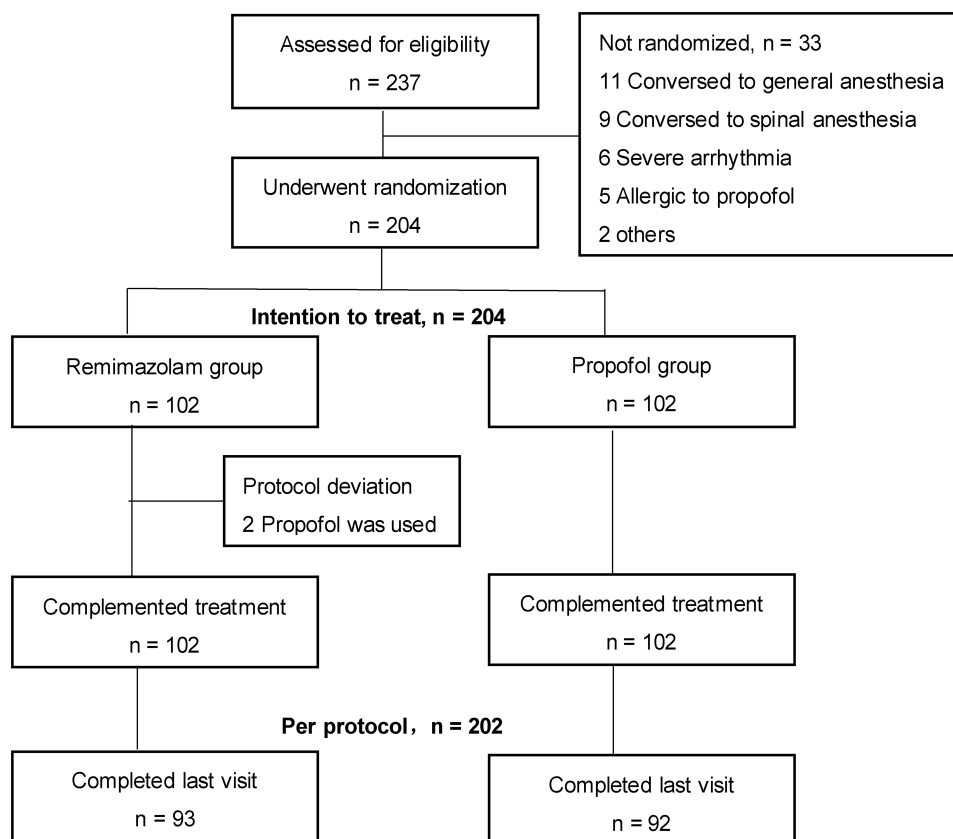 Assessed for eligibility
n = 237
Not randomized, n = 33
11 Conversed to general anesthesia
9 Conversed to spinal anesthesia
6 Severe arrhythmia
5 Allergic to propofol
2 others
Underwent randomization
n = 204
Intention to treat, n = 204
Remimazolam group
n = 102
Propofol group
n = 102
Protocol deviation
2 Propofol was used
Complemented treatment
n = 102
Complemented treatment
n = 102
Per protocol，n = 202
Completed last visit
n = 93
Completed last visit
n = 92